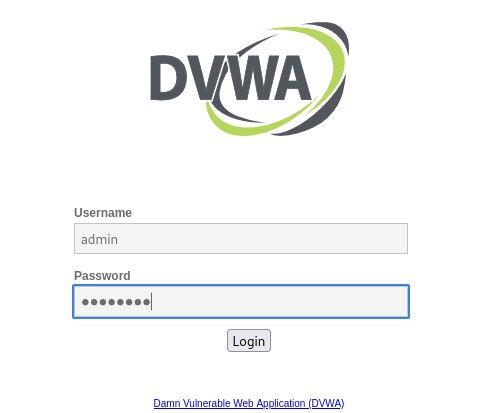 DVWA
Username
admin
Password
●●●●●●●●
Login
Damn Vulnerable Web Application (DVWA)